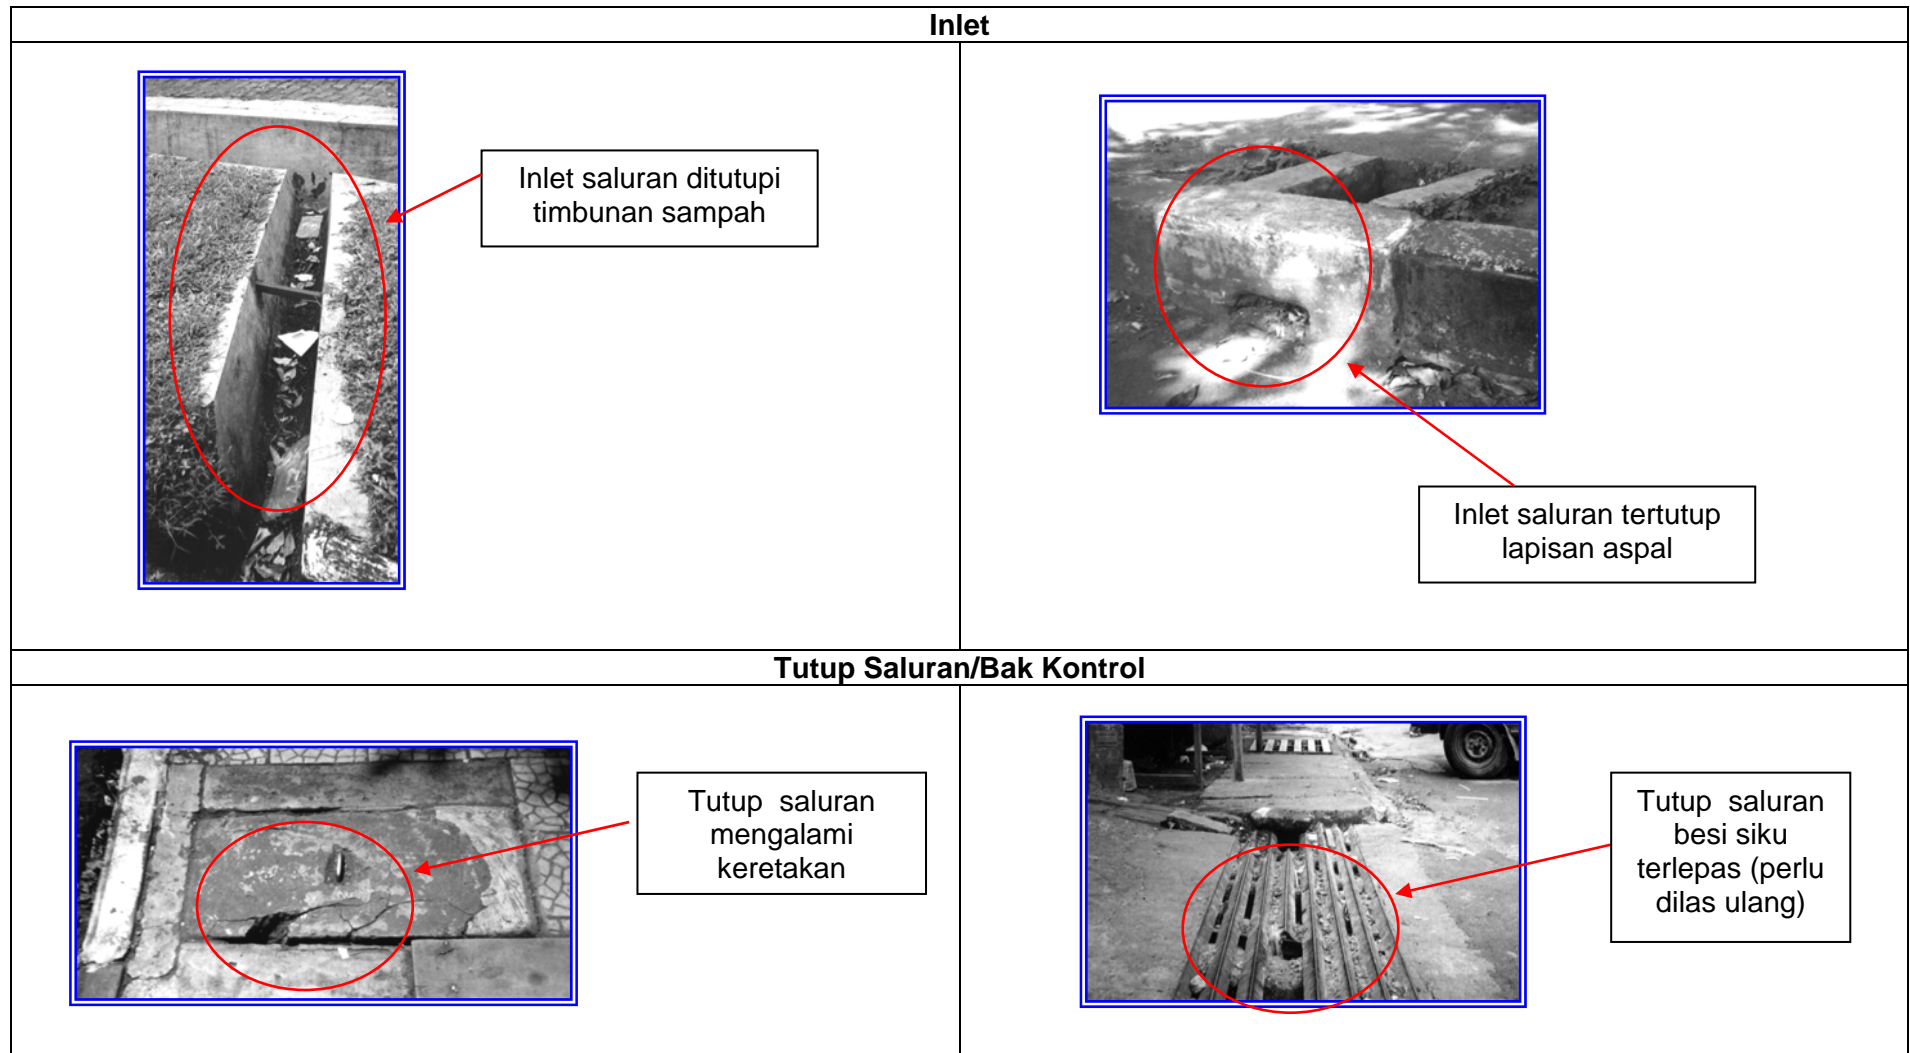 Inlet
Inlet saluran ditutupi
timbunan sampah
Inlet saluran tertutup
lapisan aspal
Tutup Saluran/Bak Kontrol
Tutup saluran
mengalami
keretakan
Tutup saluran
besi siku
terlepas (perlu
dilas ulang)